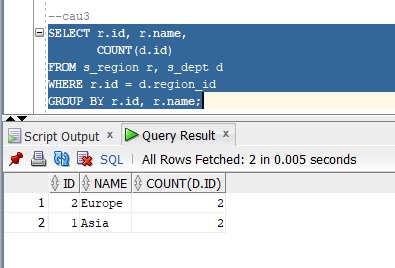 --cau3
SELECT r.id, r.name,
COUNT(d.id)
FROM s_region r, s_dept d
WHERE r.id = d.region_id
GROUP BY r.id, r.name;
Script Output x Query Result x
SQL | All Rows Fetched: 2 in 0.005 seconds
ID NAME COUNT(D.ID)
1 2 Europe 2
2 1 Asia 2